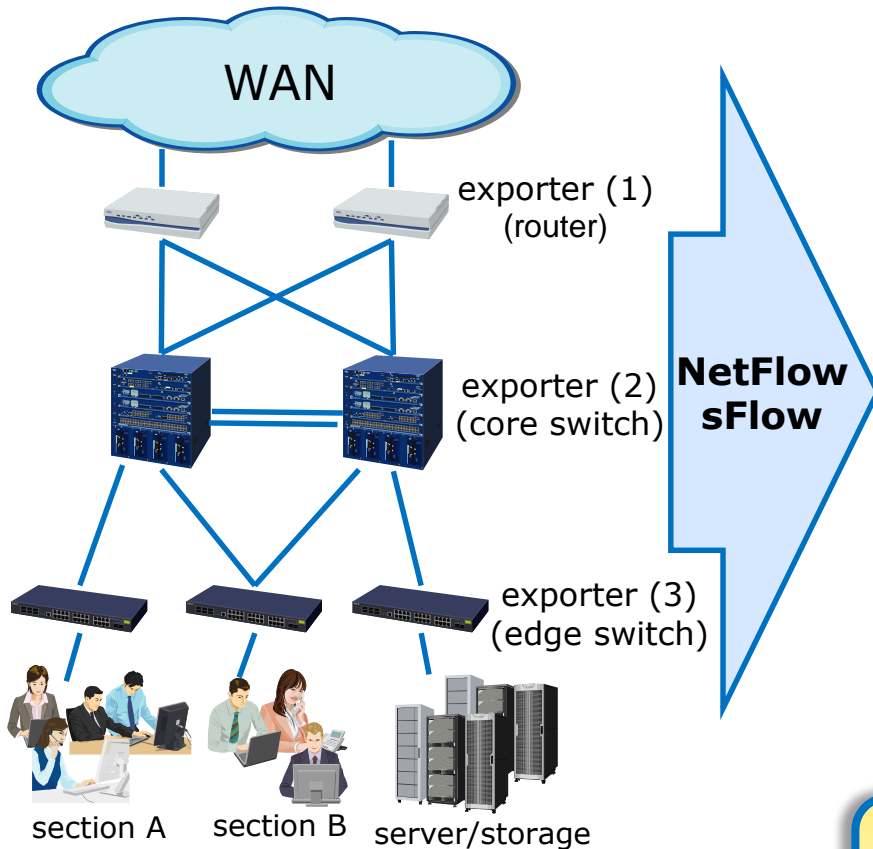 WAN
exporter (1)
(router)
exporter (2)
(core switch)
NetFlow
sFlow
exporter (3)
(edge switch)
section A
section B
server/storage